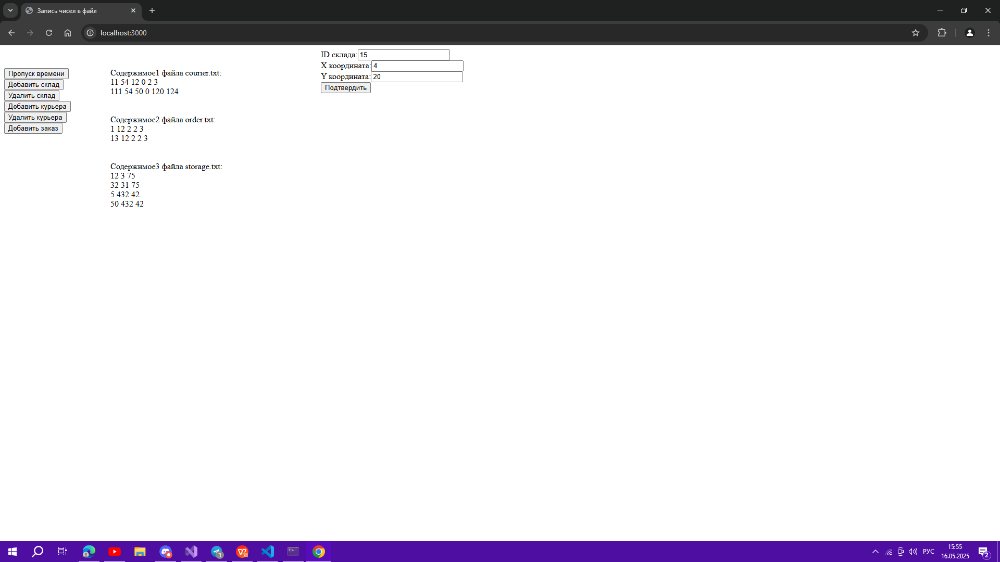 Запись чисел в файл
localhost:3000
Пропуск времени
Добавить склад
Удалить склад
Добавить курьера
Удалить курьера
Добавить заказ
Содержимое1 файла courier.txt:
11 54 12 0 2 3
111 54 50 0 120 124
Содержимое2 файла order.txt:
1 12 2 2 3
13 12 2 2 3
Содержимое3 файла storage.txt:
12 3 75
32 31 75
5 432 42
50 432 42
ID склада: 15
X координата: 4
Y координата: 20
Подтвердить
3
РУС
15:55
16.05.2025
2